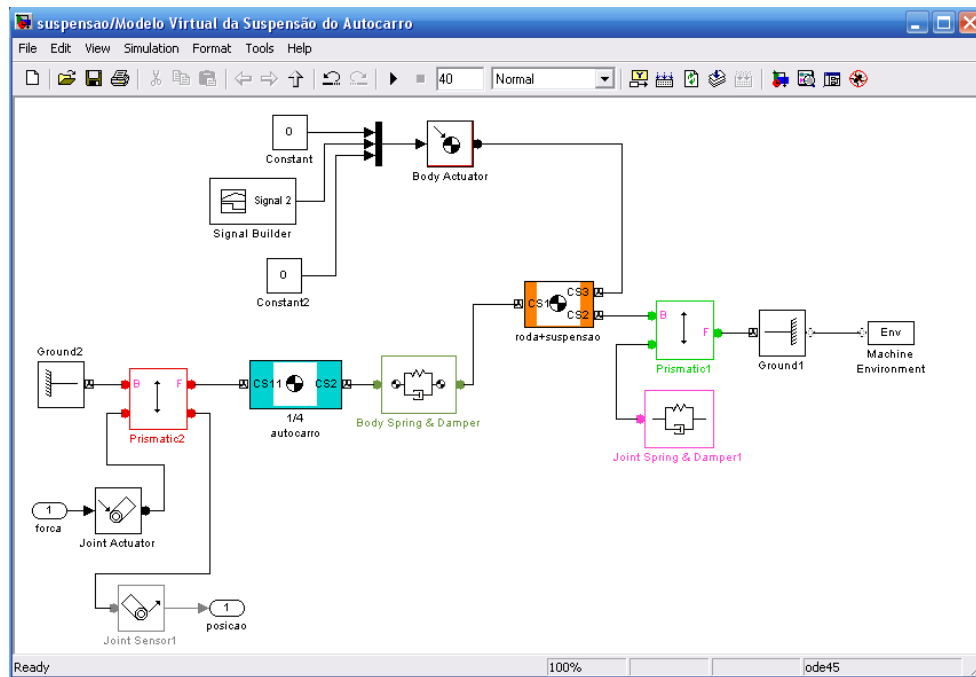 suspensao/Modelo Virtual da Suspensão do Autocarro
File Edit View Simulation Format Tools Help
40 Normal
0
Constant
Signal 2
Signal Builder
0
Constant2
Body Actuator
CS1 CS3 CS2
roda+suspensao
B F
Prismatic1
Ground1
Env
Machine
Environment
Ground2
B F
Prismatic2
CS11 CS2
1/4
autocarro
Body Spring & Damper
Joint Spring & Damper1
1
forca
Joint Actuator
Joint Sensor1
1
posicao
Ready 100% ode45